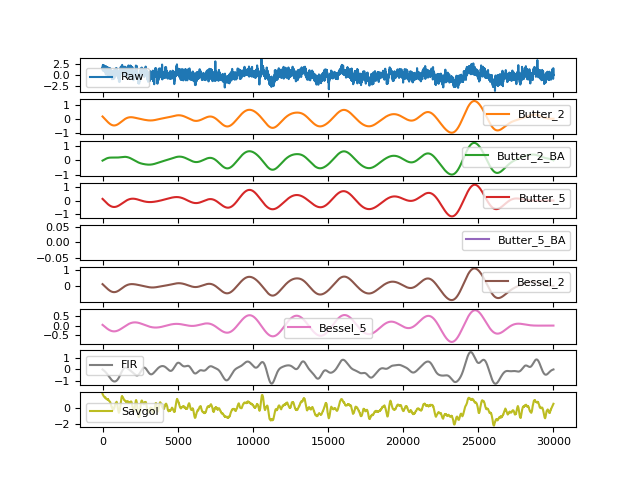 2.5
0.0
−2.5
Raw
1
0
−1
Butter_2
1
0
−1
Butter_2_BA
1
0
−1
Butter_5
0.05
0.00
−0.05
Butter_5_BA
1
0
Bessel_2
0.5
0.0
−0.5
Bessel_5
1
0
−1
FIR
0
−2
Savgol
0 5000 10000 15000 20000 25000 30000